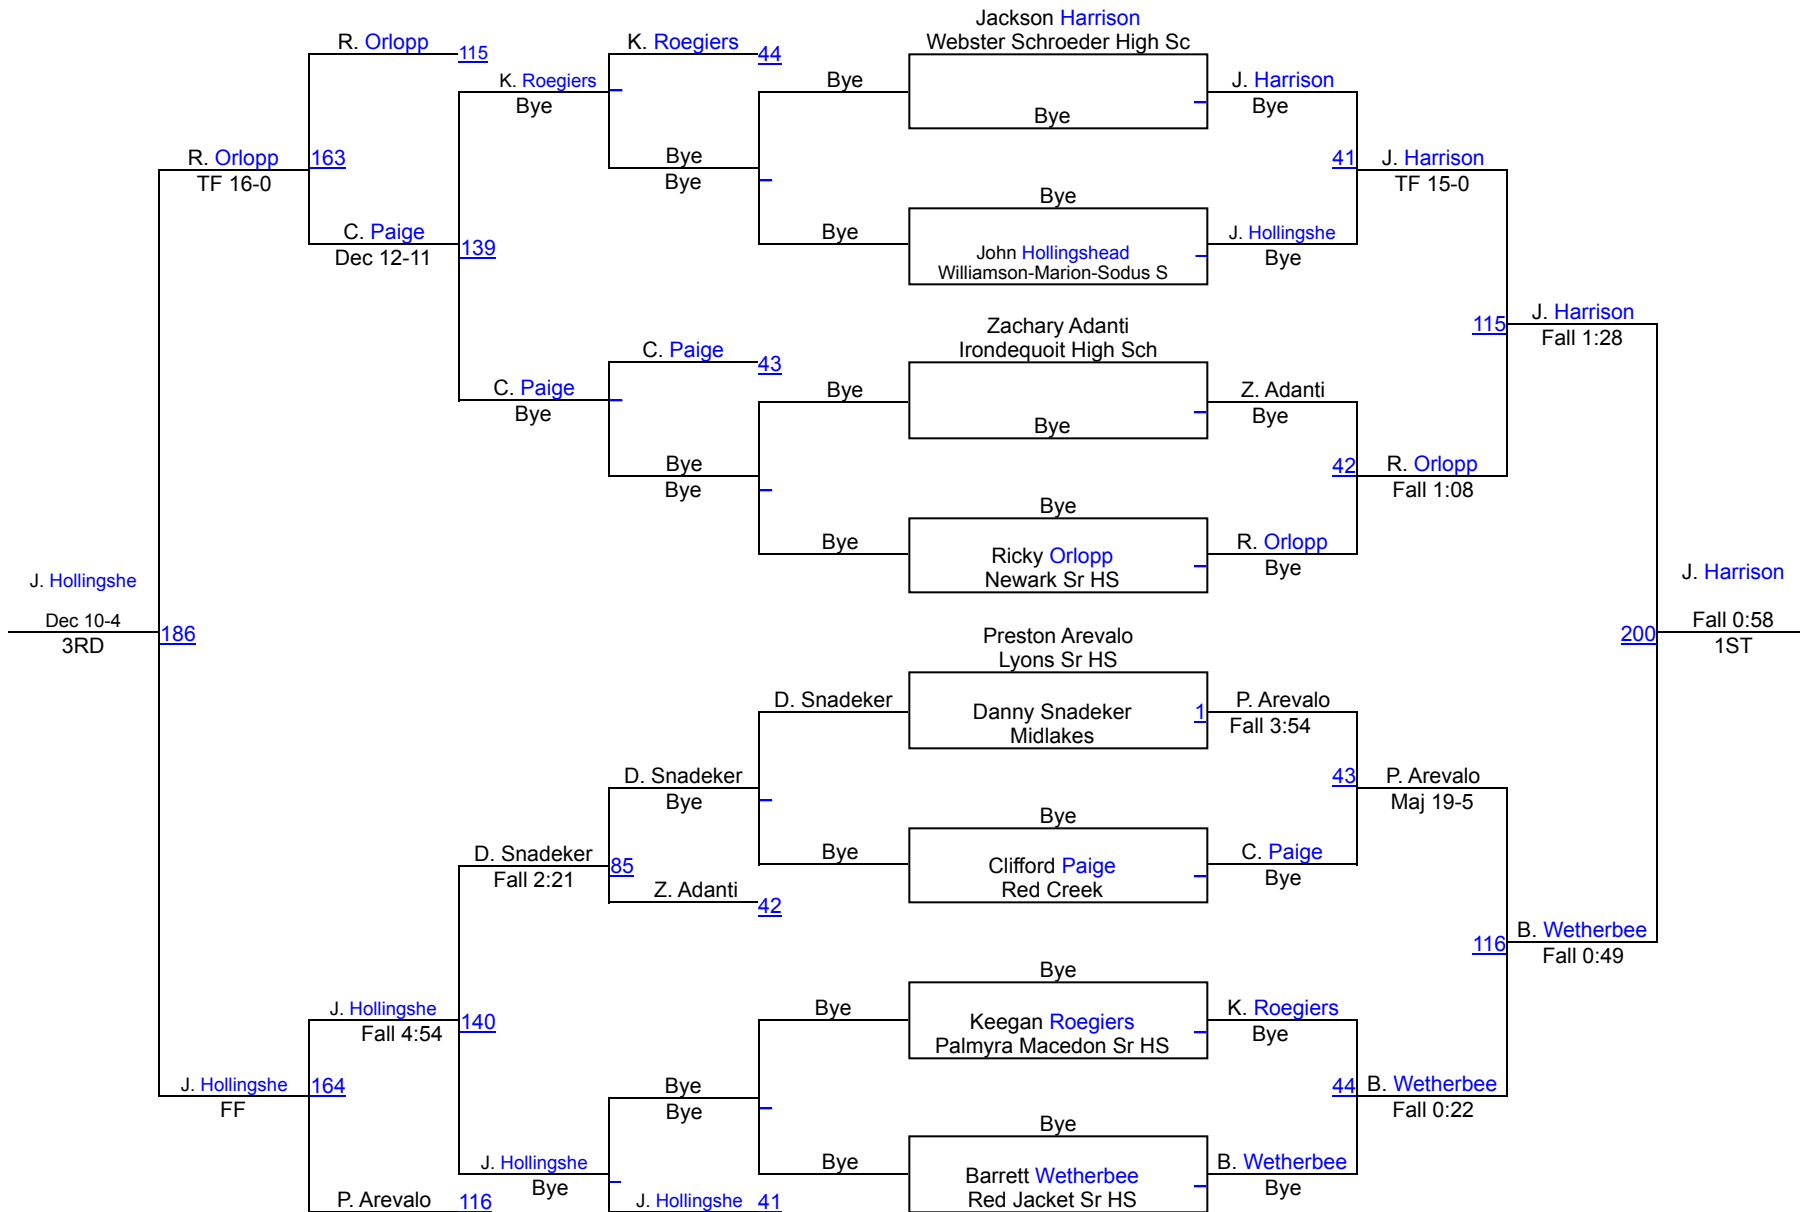 Jackson Harrison
Webster Schroeder High Sc
R. Orlopp
115
K. Roegiers
44
K. Roegiers
Bye
Bye
Bye
J. Harrison
Bye
R. Orlopp
TF 16-0
163
Bye
Bye
41
J. Harrison
TF 15-0
C. Paige
Dec 12-11
139
Bye
Bye
John Hollingshead
Williamson-Marion-Sodus S
J. Hollingshe
Bye
Zachary Adanti
Irondequoit High Sch
115
J. Harrison
Fall 1:28
C. Paige
43
C. Paige
Bye
Bye
Bye
Z. Adanti
Bye
Bye
Bye
42
R. Orlopp
Fall 1:08
Bye
Bye
Ricky Orlopp
Newark Sr HS
R. Orlopp
Bye
J. Hollingshe
Dec 10-4
3RD
186
J. Harrison
Fall 0:58
1ST
200
Preston Arevalo
Lyons Sr HS
D. Snadeker
Danny Snadeker
Midlakes
1
P. Arevalo
Fall 3:54
D. Snadeker
Bye
43
P. Arevalo
Maj 19-5
Bye
D. Snadeker
Fall 2:21
85
Bye
Clifford Paige
Red Creek
C. Paige
Bye
Z. Adanti
42
116
B. Wetherbee
Fall 0:49
Bye
J. Hollingshe
Fall 4:54
140
Bye
Keegan Roegiers
Palmyra Macedon Sr HS
K. Roegiers
Bye
J. Hollingshe
FF
164
Bye
Bye
44
B. Wetherbee
Fall 0:22
Bye
J. Hollingshe
Bye
Bye
Barrett Wetherbee
Red Jacket Sr HS
B. Wetherbee
Bye
P. Arevalo
116
J. Hollingshe
41